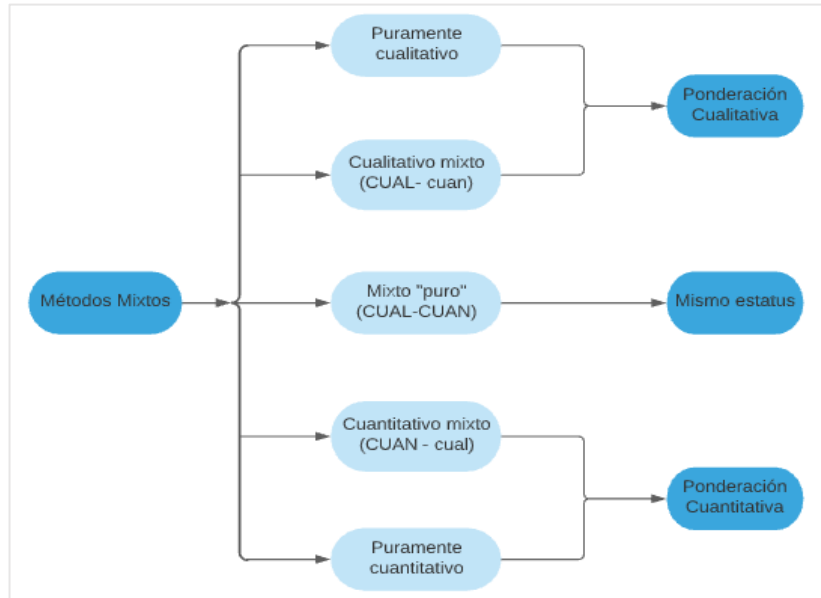 Puramente
cualitativo
Ponderación
Cualitativa
Cualitativo mixto
(CUAL- cuan)
Métodos Mixtos
Mixto "puro"
(CUAL-CUAN)
Mismo estatus
Cuantitativo mixto
(CUAN - cual)
Ponderación
Cuantitativa
Puramente
cuantitativo